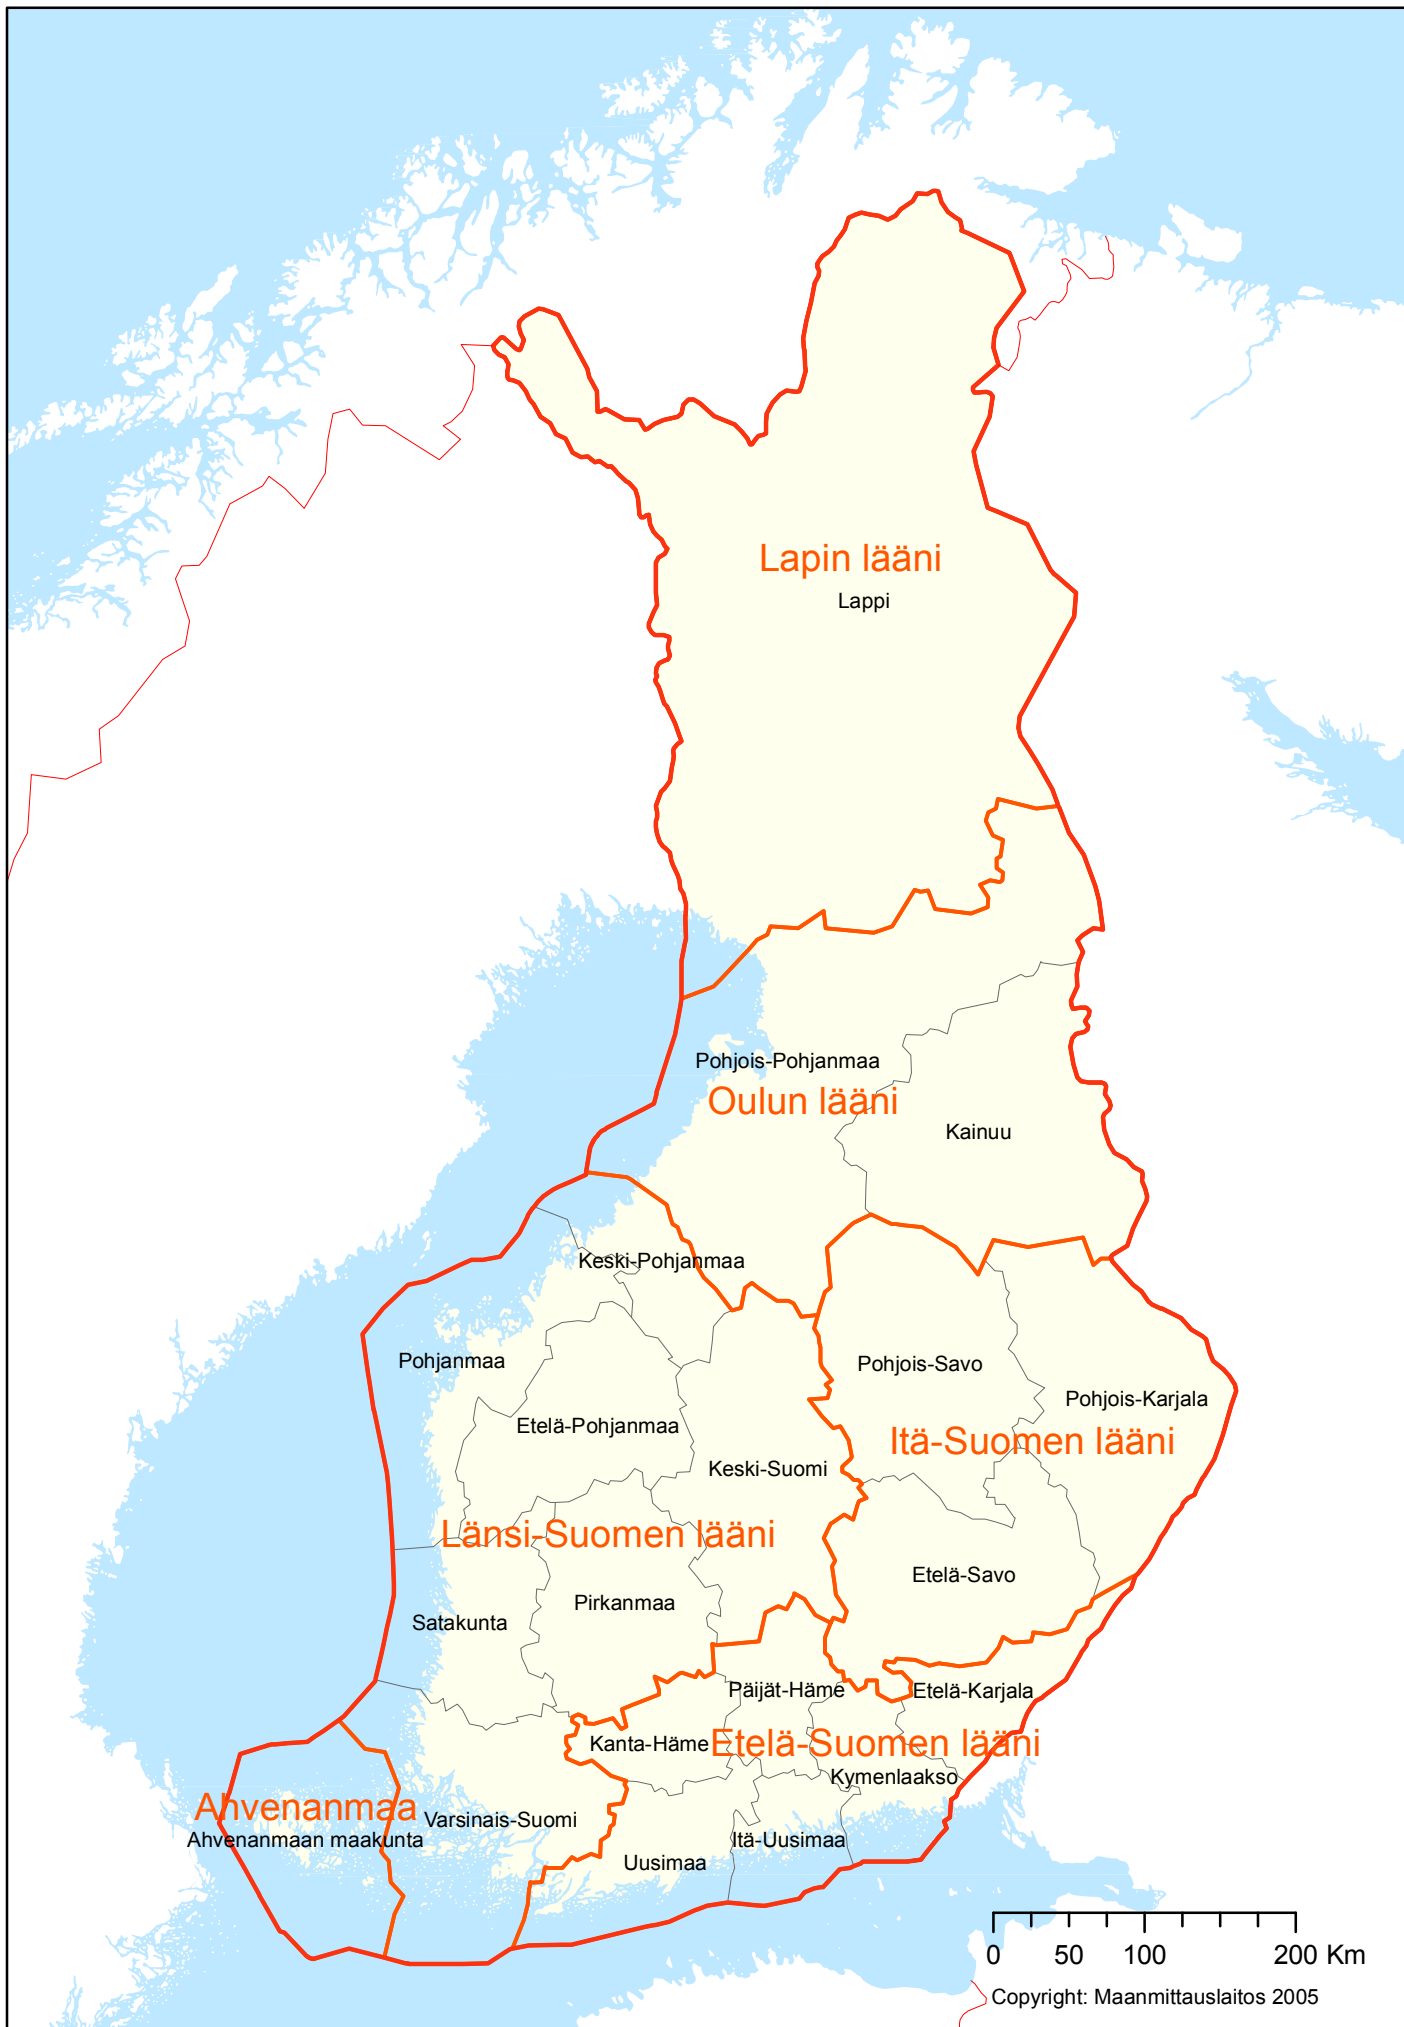 Lapin lääni
Lappi
Pohjois-Pohjanmaa
Oulun lääni
Kainuu
Keski-Pohjanmaa
Pohjanmaa
Pohjois-Savo
Pohjois-Karjala
Etelä-Pohjanmaa
Itä-Suomen lääni
Keski-Suomi
Länsi-Suomen lääni
Etelä-Savo
Pirkanmaa
Satakunta
Päijät-Häme
Etelä-Karjala
Kanta-Häme
Etelä-Suomen lääni
Kymenlaakso
Ahvenanmaa
Varsinais-Suomi
Ahvenanmaan maakunta
Itä-Uusimaa
Uusimaa
0 50 100 200 Km
Copyright: Maanmittauslaitos 2005